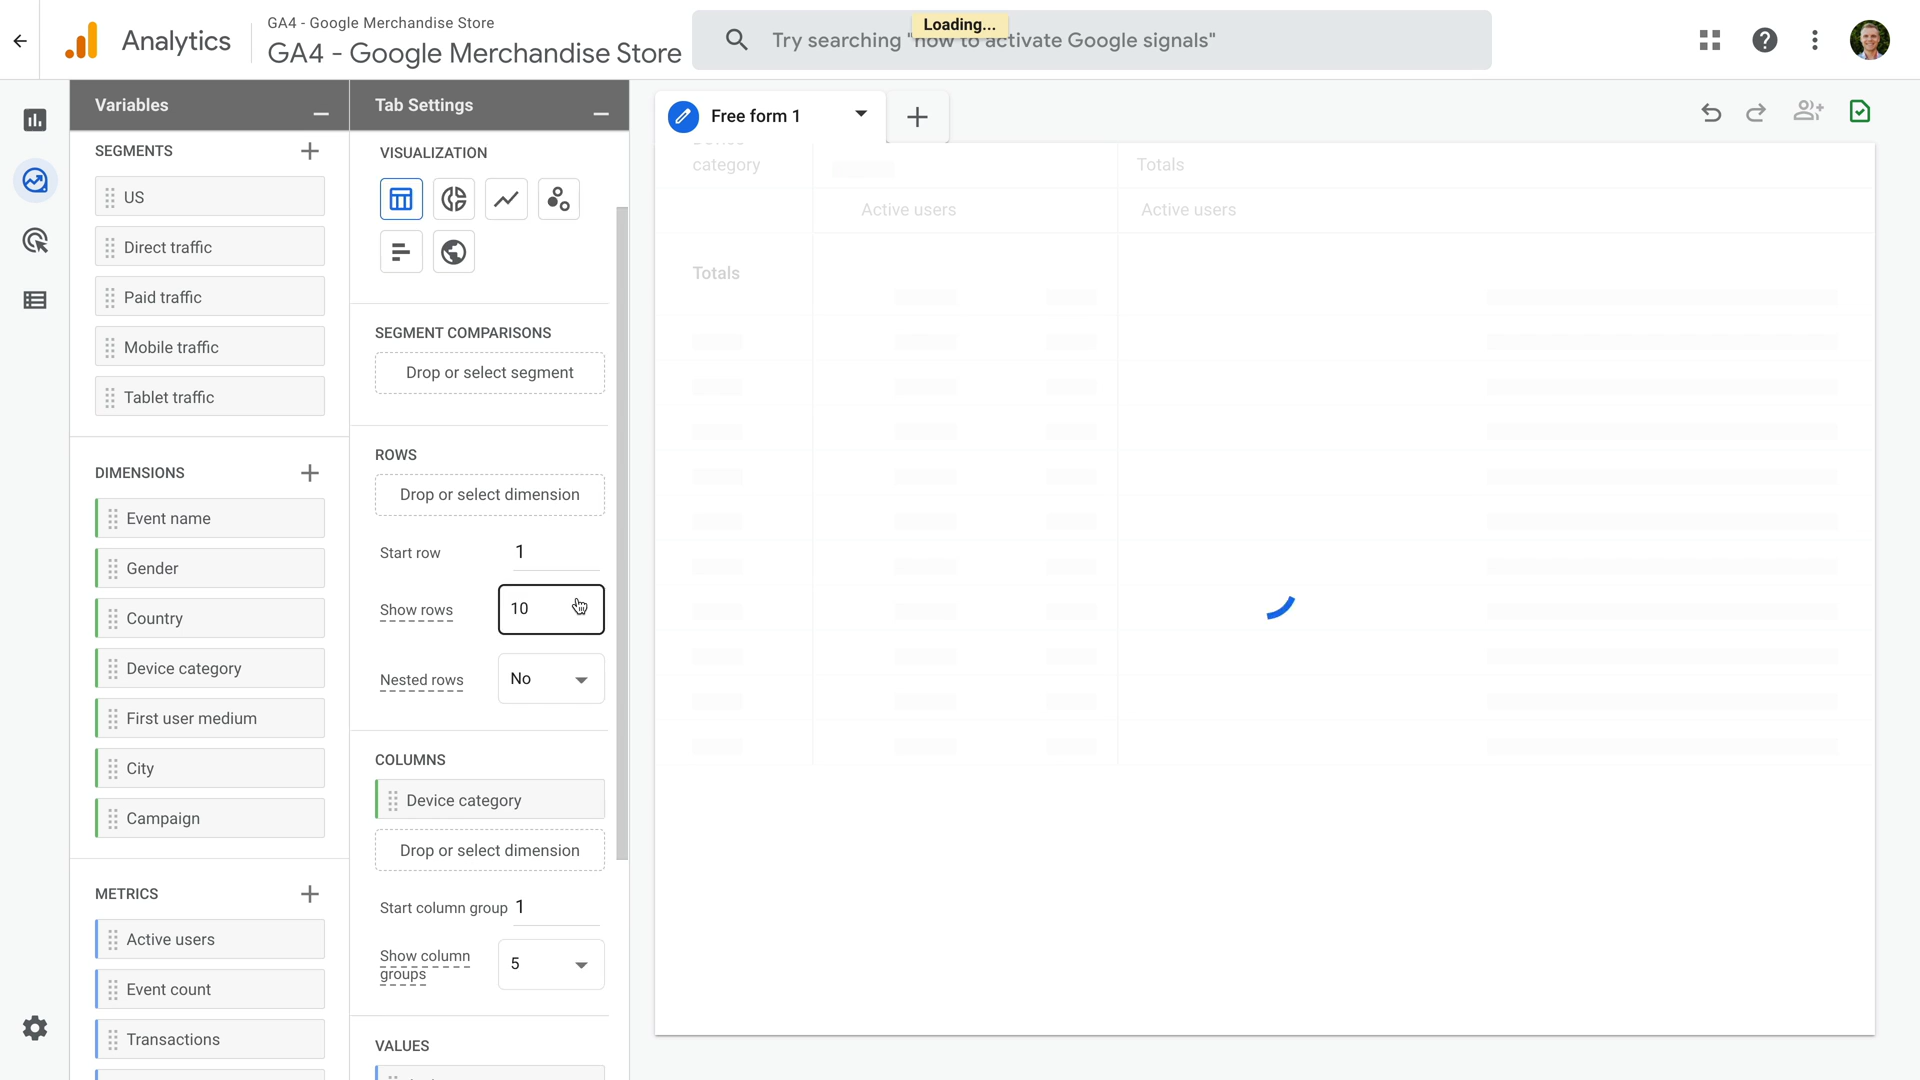 GA4 - Google Merchandise Store
Analytics
GA4 - Google Merchandise Store
Loading...
Try searching "how to activate Google signals"
Variables
Tab Settings
Free form 1
SEGMENTS
US
Direct traffic
Paid traffic
Mobile traffic
Tablet traffic
DIMENSIONS
Event name
Gender
Country
Device category
First user medium
City
Campaign
METRICS
Active users
Event count
Transactions
VISUALIZATION
SEGMENT COMPARISONS
Drop or select segment
ROWS
Drop or select dimension
Start row 1
Show rows 10
Nested rows No
COLUMNS
Device category
Drop or select dimension
Start column group 1
Show column
groups 5
VALUES
category
Totals
Active users
Active users
Totals